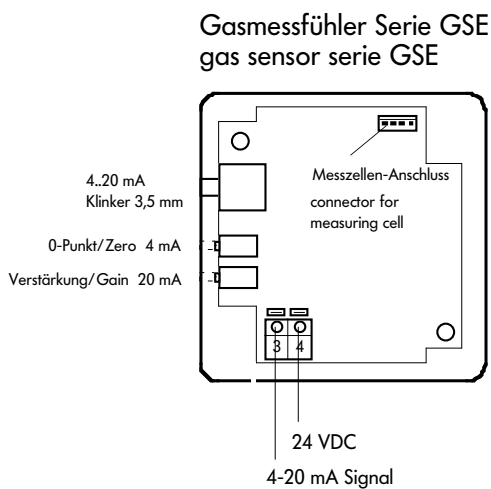 Gasmessfühler Serie GSE
gas sensor serie GSE
Messzellen-Anschluss
connector for
measuring cell
4..20 mA
Klinker 3,5 mm
0-Punkt/Zero 4 mA
Verstärkung/Gain 20 mA
3 4
24 VDC
4-20 mA Signal